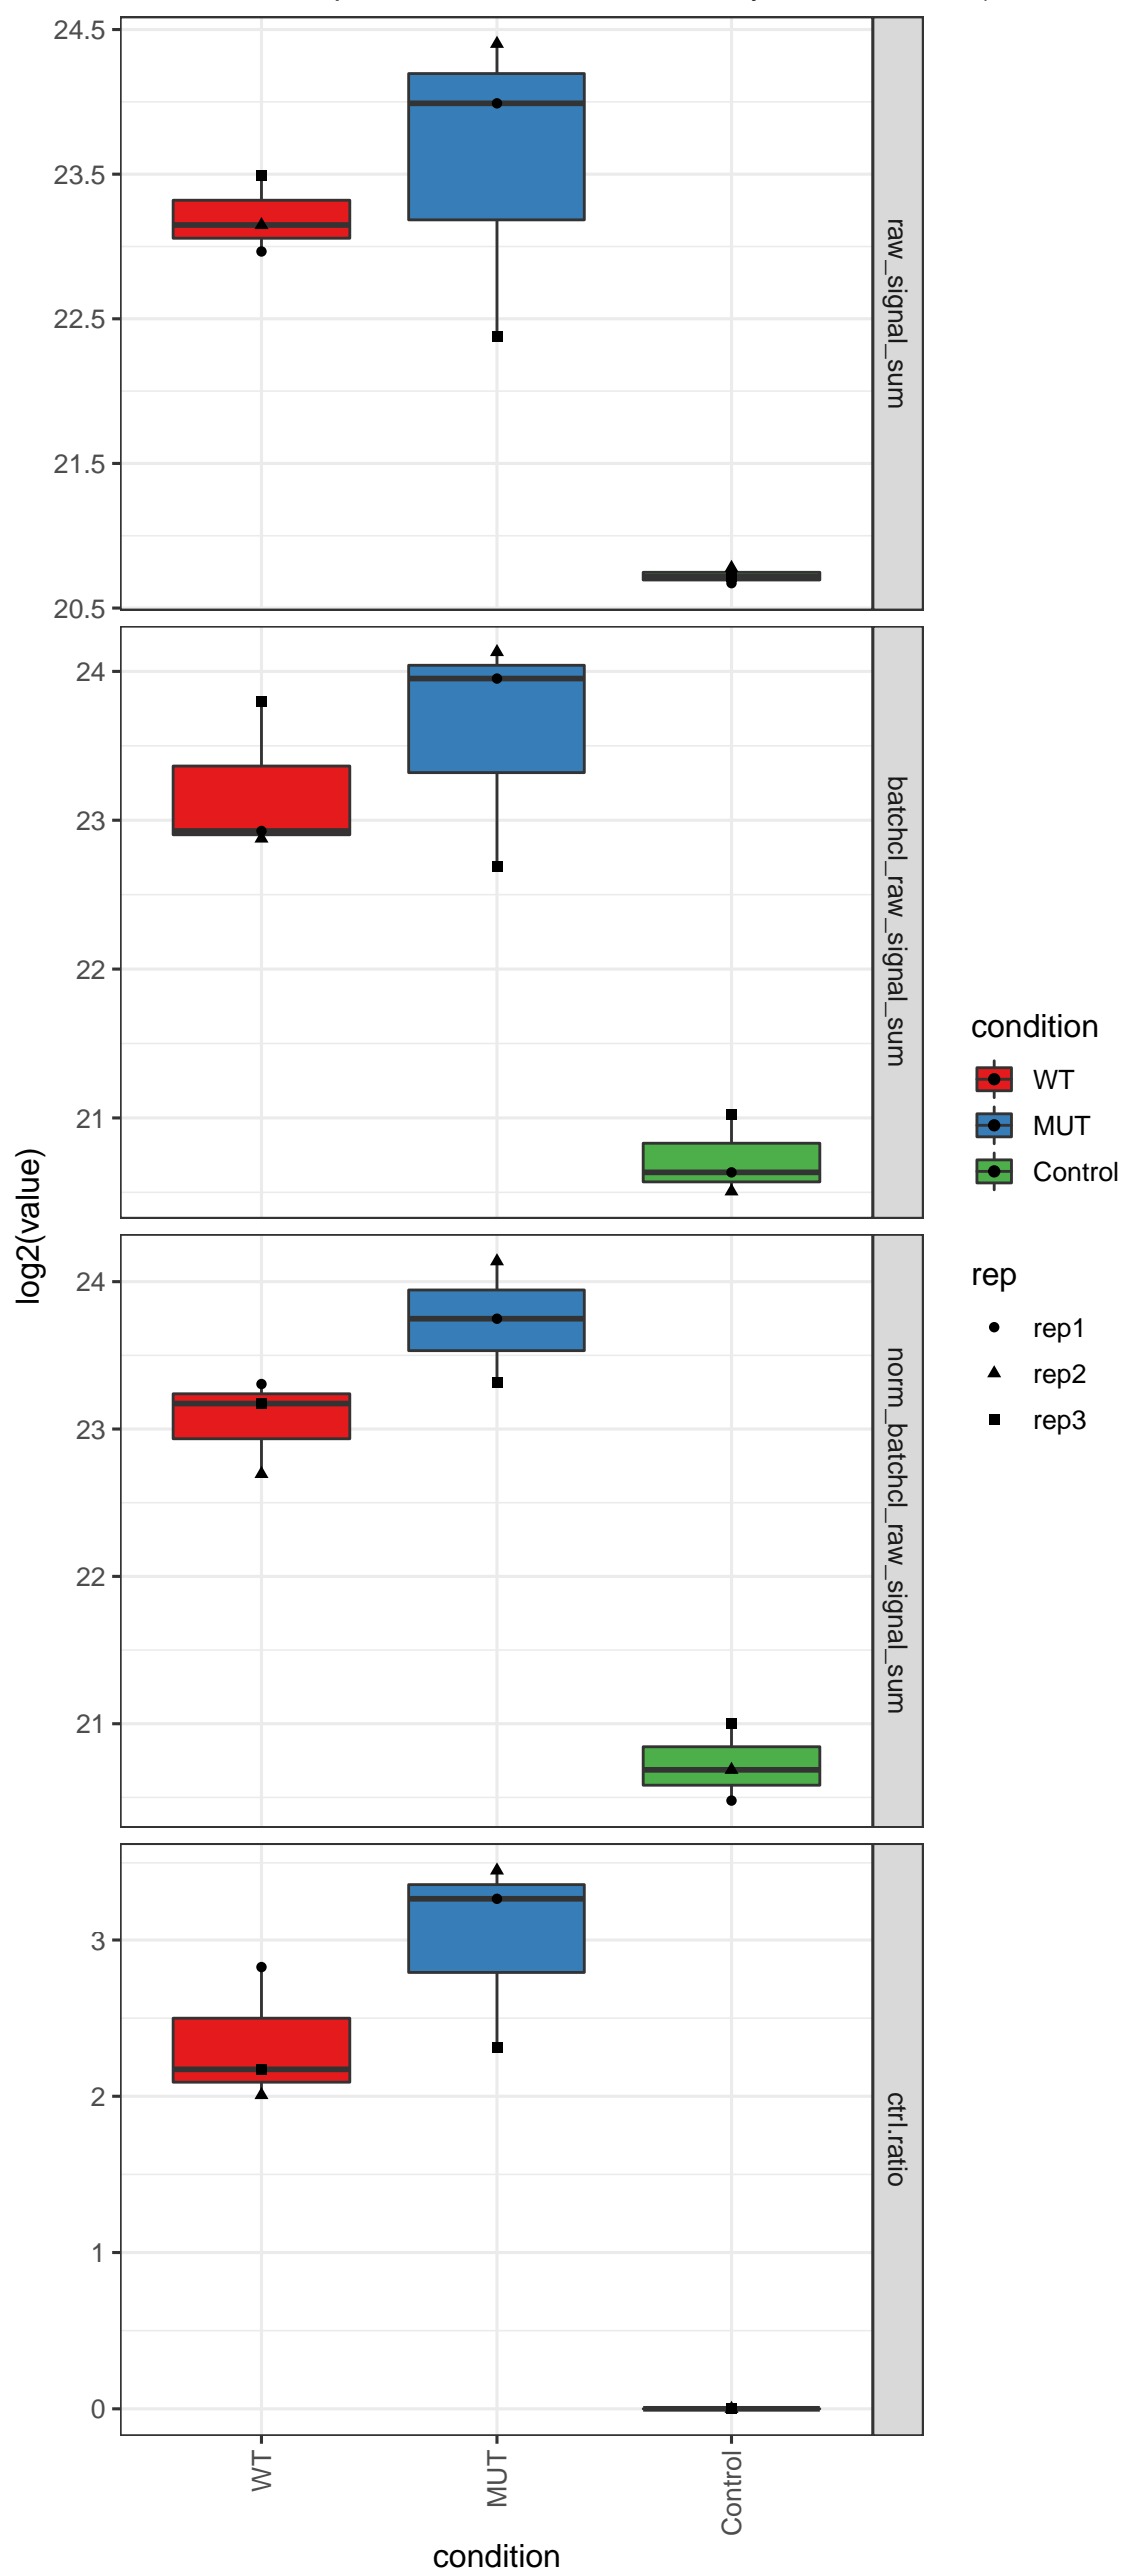 24.5
23.5
22.5
21.5
20.5
raw_signal_sum
24
23
22
21
batchcl_raw_signal_sum
24
23
22
21
norm_batchcl_raw_signal_sum
3
2
1
0
ctrl.ratio
log2(value)
WT
MUT
Control
condition
condition
WT
MUT
Control
rep
rep1
rep2
rep3